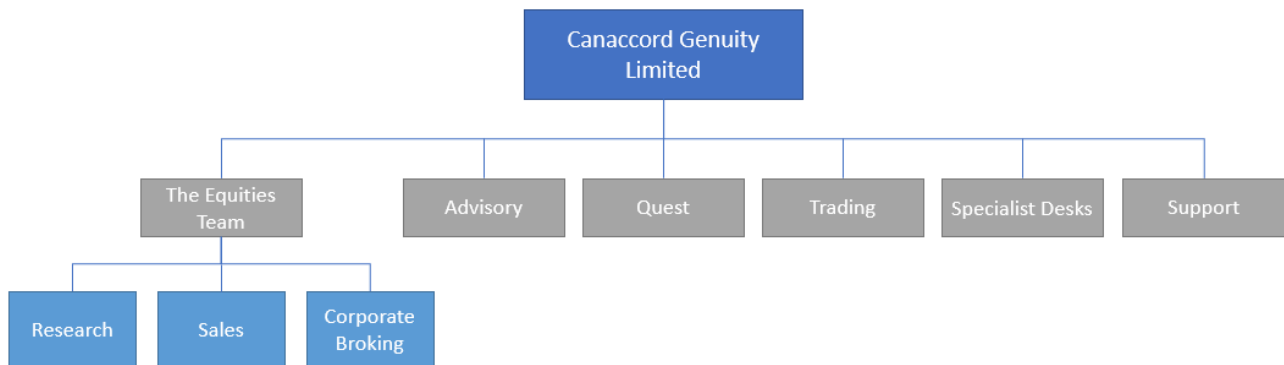 Canaccord Genuity
Limited
The Equities
Team
Advisory
Quest
Trading
Specialist Desks
Support
Research
Sales
Corporate
Broking